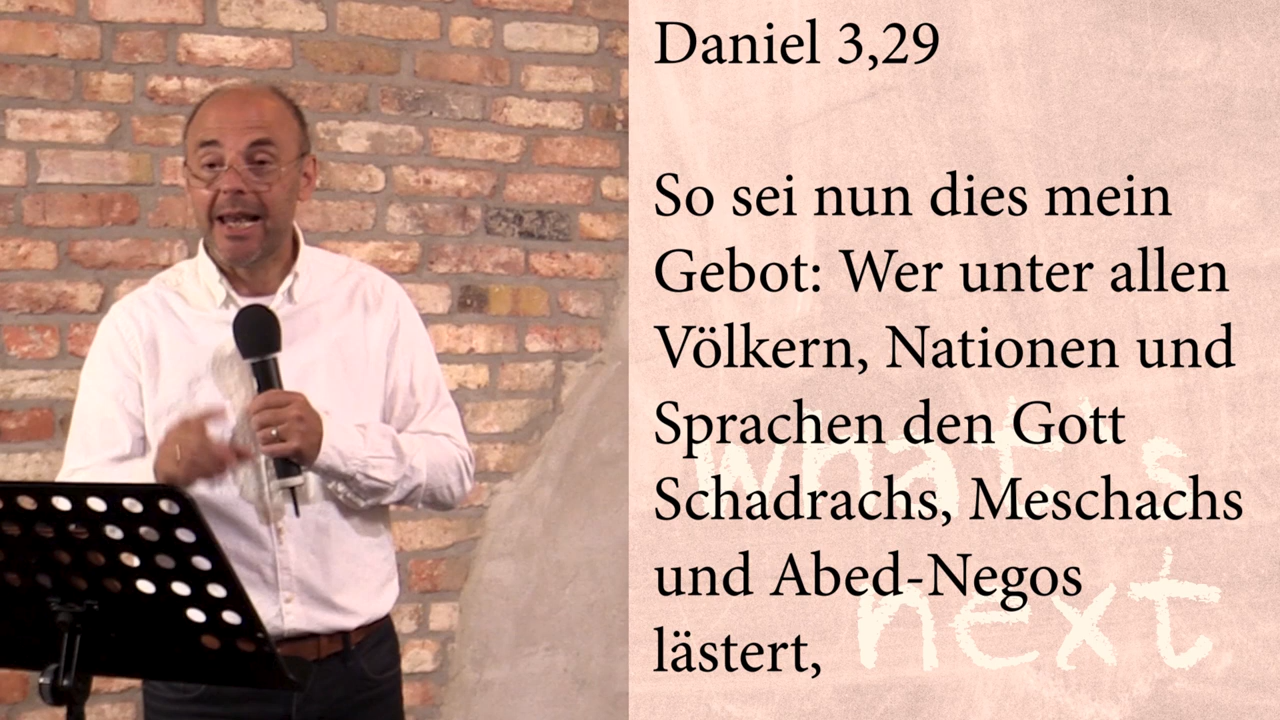 Daniel 3,29
So sei nun dies mein
Gebot: Wer unter allen
Völkern, Nationen und
Sprachen den Gott
Schadrachs, Meschachs
und Abed-Negos
lästert,
what's
next